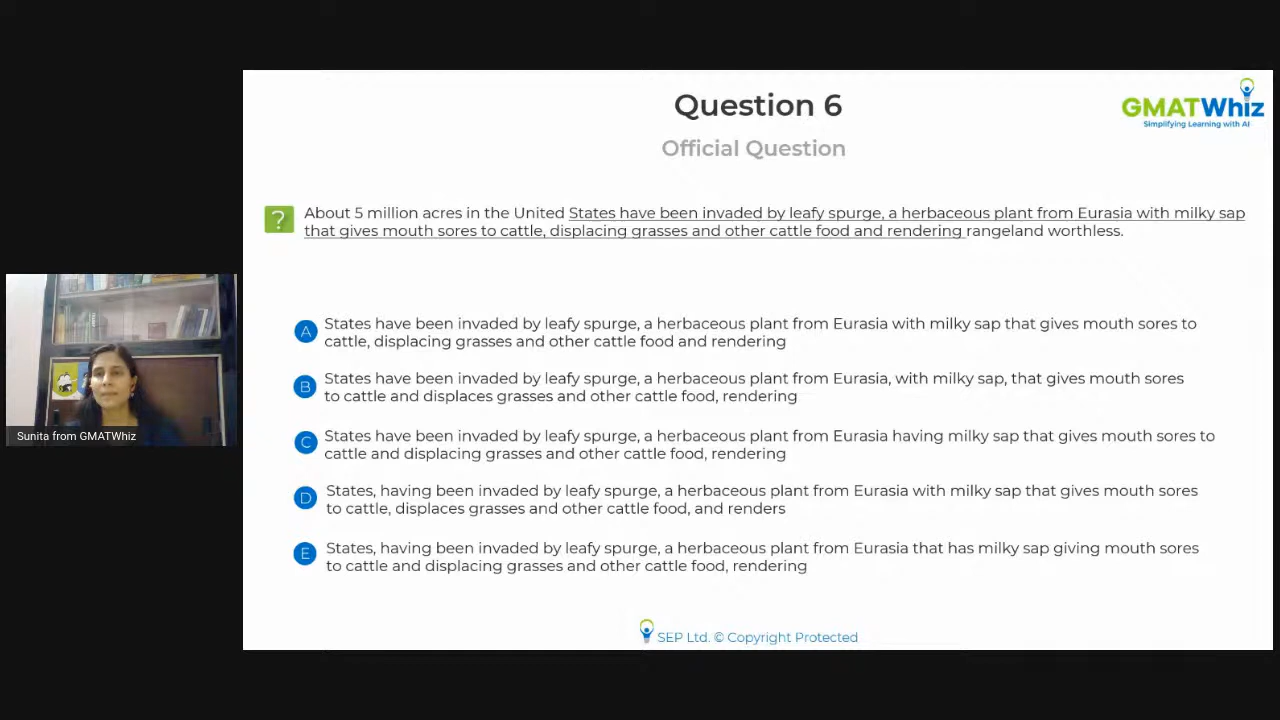 Question 6
GMATWhiz
Simplifying Learning with AI
Official Question
? About 5 million acres in the United States have been invaded by leafy spurge, a herbaceous plant from Eurasia with milky sap
that gives mouth sores to cattle, displacing grasses and other cattle food and rendering rangeland worthless.
A States have been invaded by leafy spurge, a herbaceous plant from Eurasia with milky sap that gives mouth sores to
cattle, displacing grasses and other cattle food and rendering
B States have been invaded by leafy spurge, a herbaceous plant from Eurasia, with milky sap, that gives mouth sores
to cattle and displaces grasses and other cattle food, rendering
C States have been invaded by leafy spurge, a herbaceous plant from Eurasia having milky sap that gives mouth sores to
cattle and displacing grasses and other cattle food, rendering
D States, having been invaded by leafy spurge, a herbaceous plant from Eurasia with milky sap that gives mouth sores
to cattle, displaces grasses and other cattle food, and renders
E States, having been invaded by leafy spurge, a herbaceous plant from Eurasia that has milky sap giving mouth sores
to cattle and displacing grasses and other cattle food, rendering
Sunita from GMATWhiz
SEP Ltd. © Copyright Protected